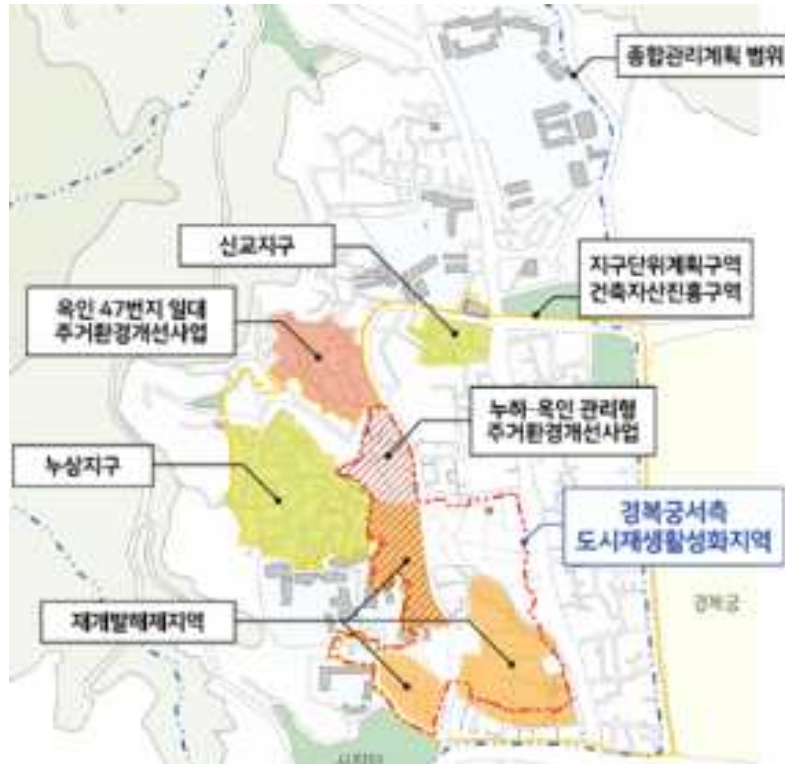 종합관리계획 범위
신교지구
지구단위계획구역
건축자산진흥구역
옥인 47번지 일대
주거환경개선사업
누하-옥인 관리형
주거환경개선사업
누상지구
경복궁서측
도시재생활성화지역
재개발해제지역
경복궁